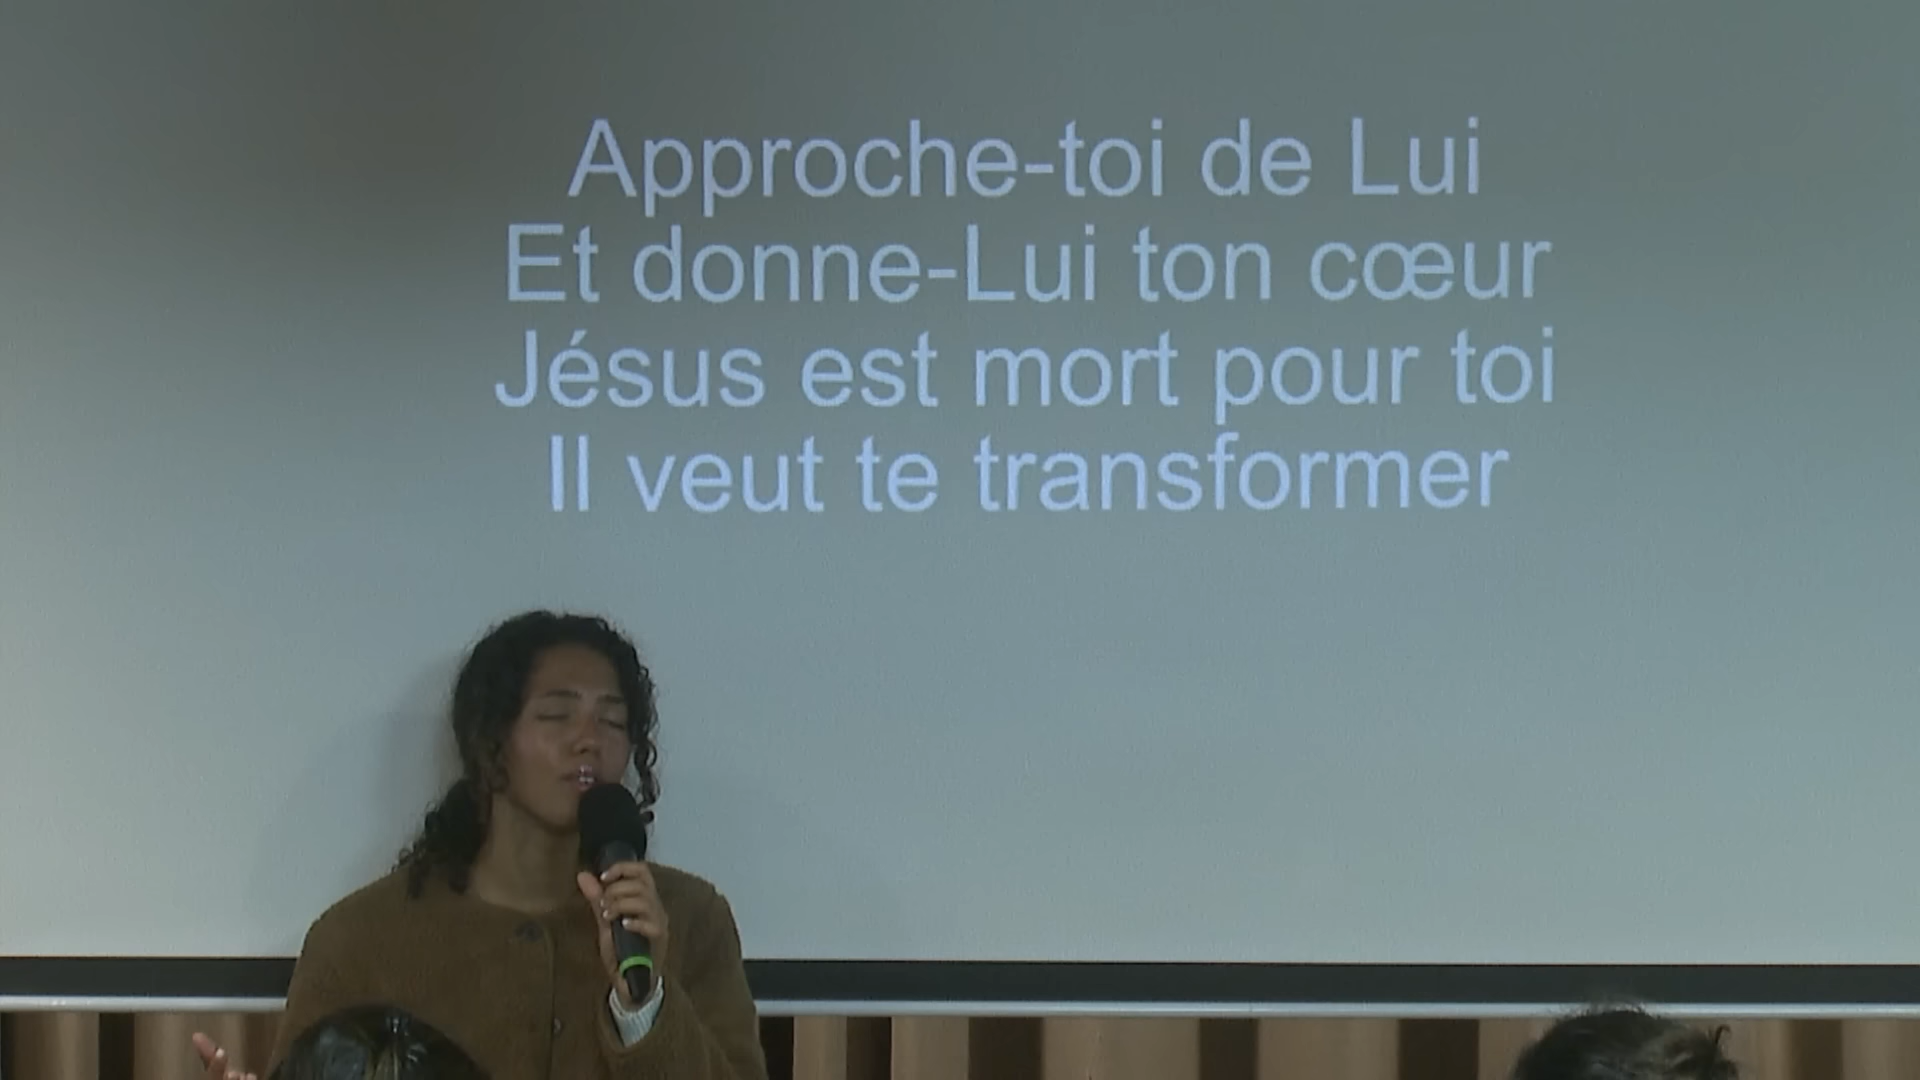 Approche-toi de Lui
Et donne-Lui ton cœur
Jésus est mort pour toi
Il veut te transformer